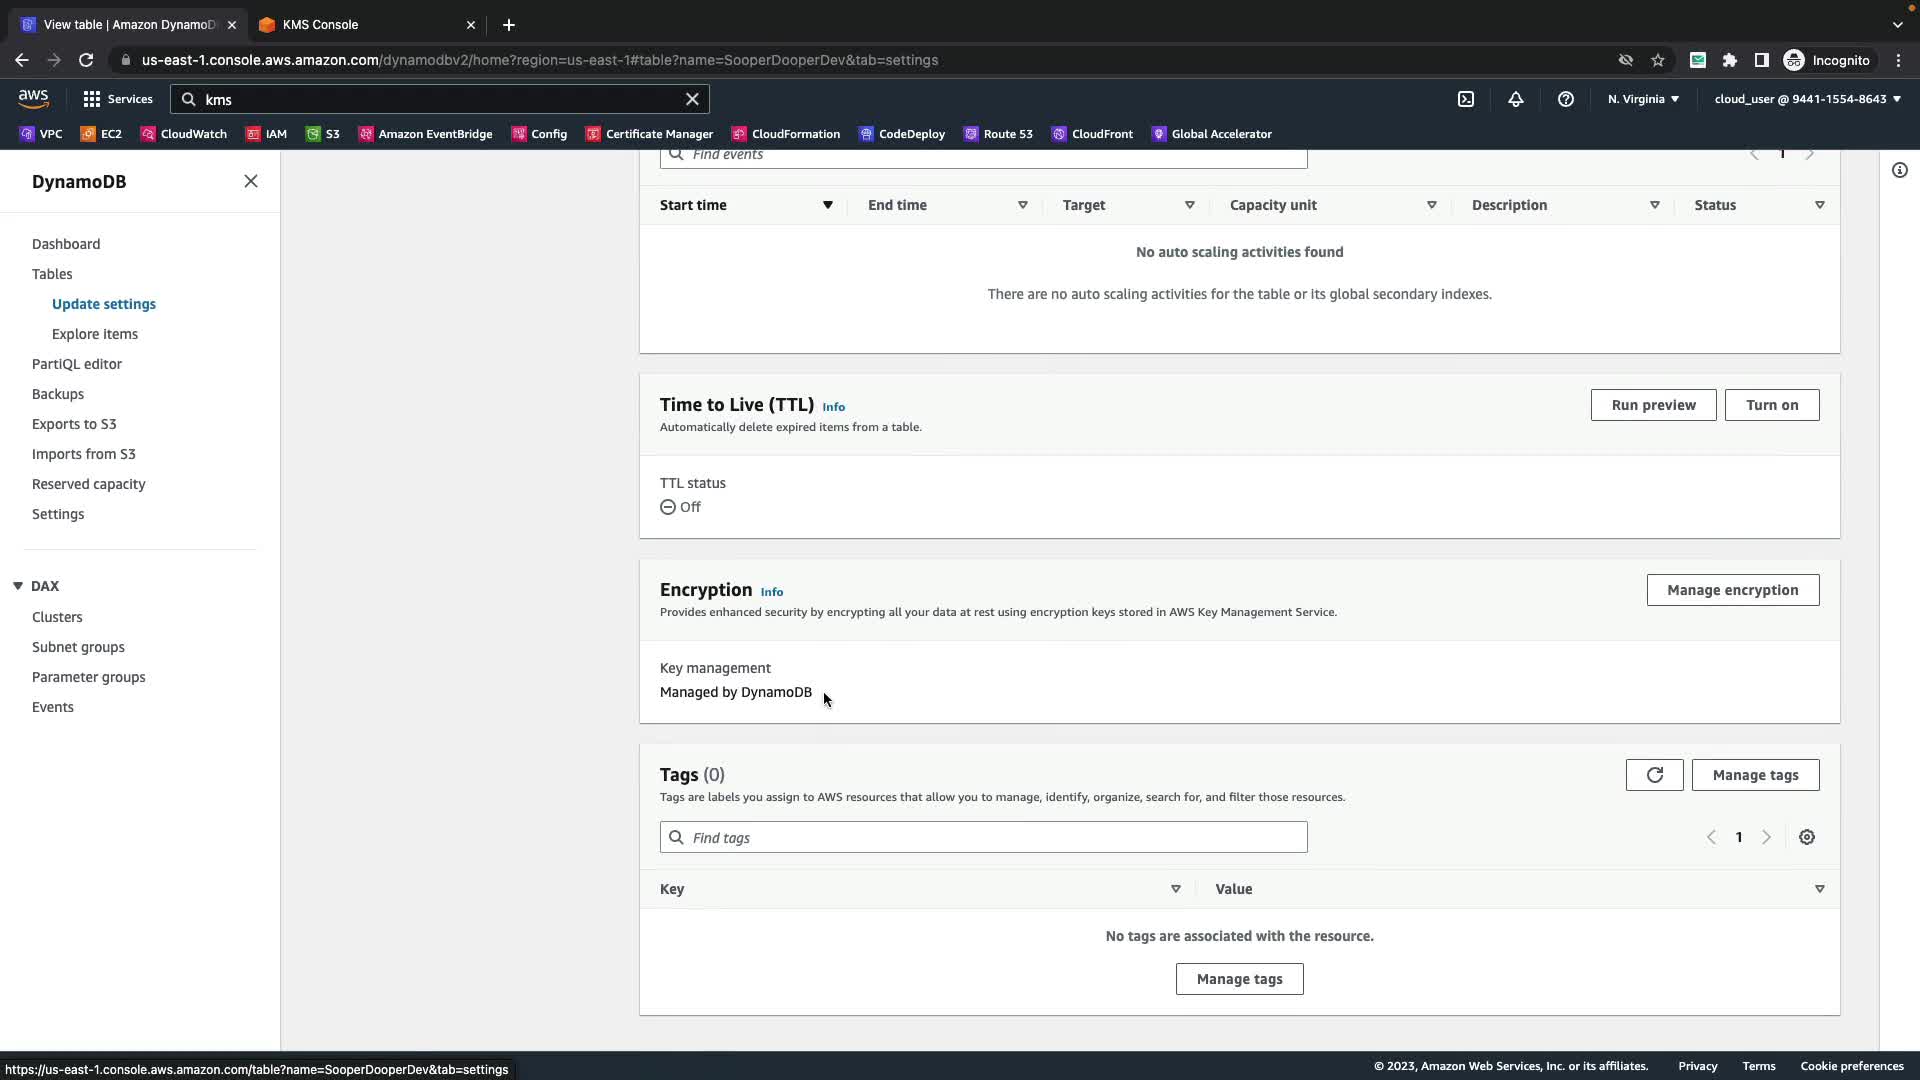 View table | Amazon DynamoD
KMS Console
us-east-1.console.aws.amazon.com/dynamodbv2/home?region=us-east-1#table?name=SooperDooperDev&tab=settings
Incognito
aws
Services
kms
N. Virginia
cloud_user @ 9441-1554-8643
VPC
EC2
CloudWatch
IAM
S3
Amazon EventBridge
Config
Certificate Manager
CloudFormation
CodeDeploy
Route 53
CloudFront
Global Accelerator
DynamoDB
Dashboard
Tables
Update settings
Explore items
PartiQL editor
Backups
Exports to S3
Imports from S3
Reserved capacity
Settings
DAX
Clusters
Subnet groups
Parameter groups
Events
Find events
1
Start time
End time
Target
Capacity unit
Description
Status
No auto scaling activities found
There are no auto scaling activities for the table or its global secondary indexes.
Time to Live (TTL) Info
Automatically delete expired items from a table.
Run preview
Turn on
TTL status
Off
Encryption Info
Provides enhanced security by encrypting all your data at rest using encryption keys stored in AWS Key Management Service.
Manage encryption
Key management
Managed by DynamoDB
Tags (0)
Tags are labels you assign to AWS resources that allow you to manage, identify, organize, search for, and filter those resources.
Manage tags
Find tags
1
Key
Value
No tags are associated with the resource.
Manage tags
https://us-east-1.console.aws.amazon.com/table?name=SooperDooperDev&tab=settings
© 2023, Amazon Web Services, Inc. or its affiliates.
Privacy
Terms
Cookie preferences